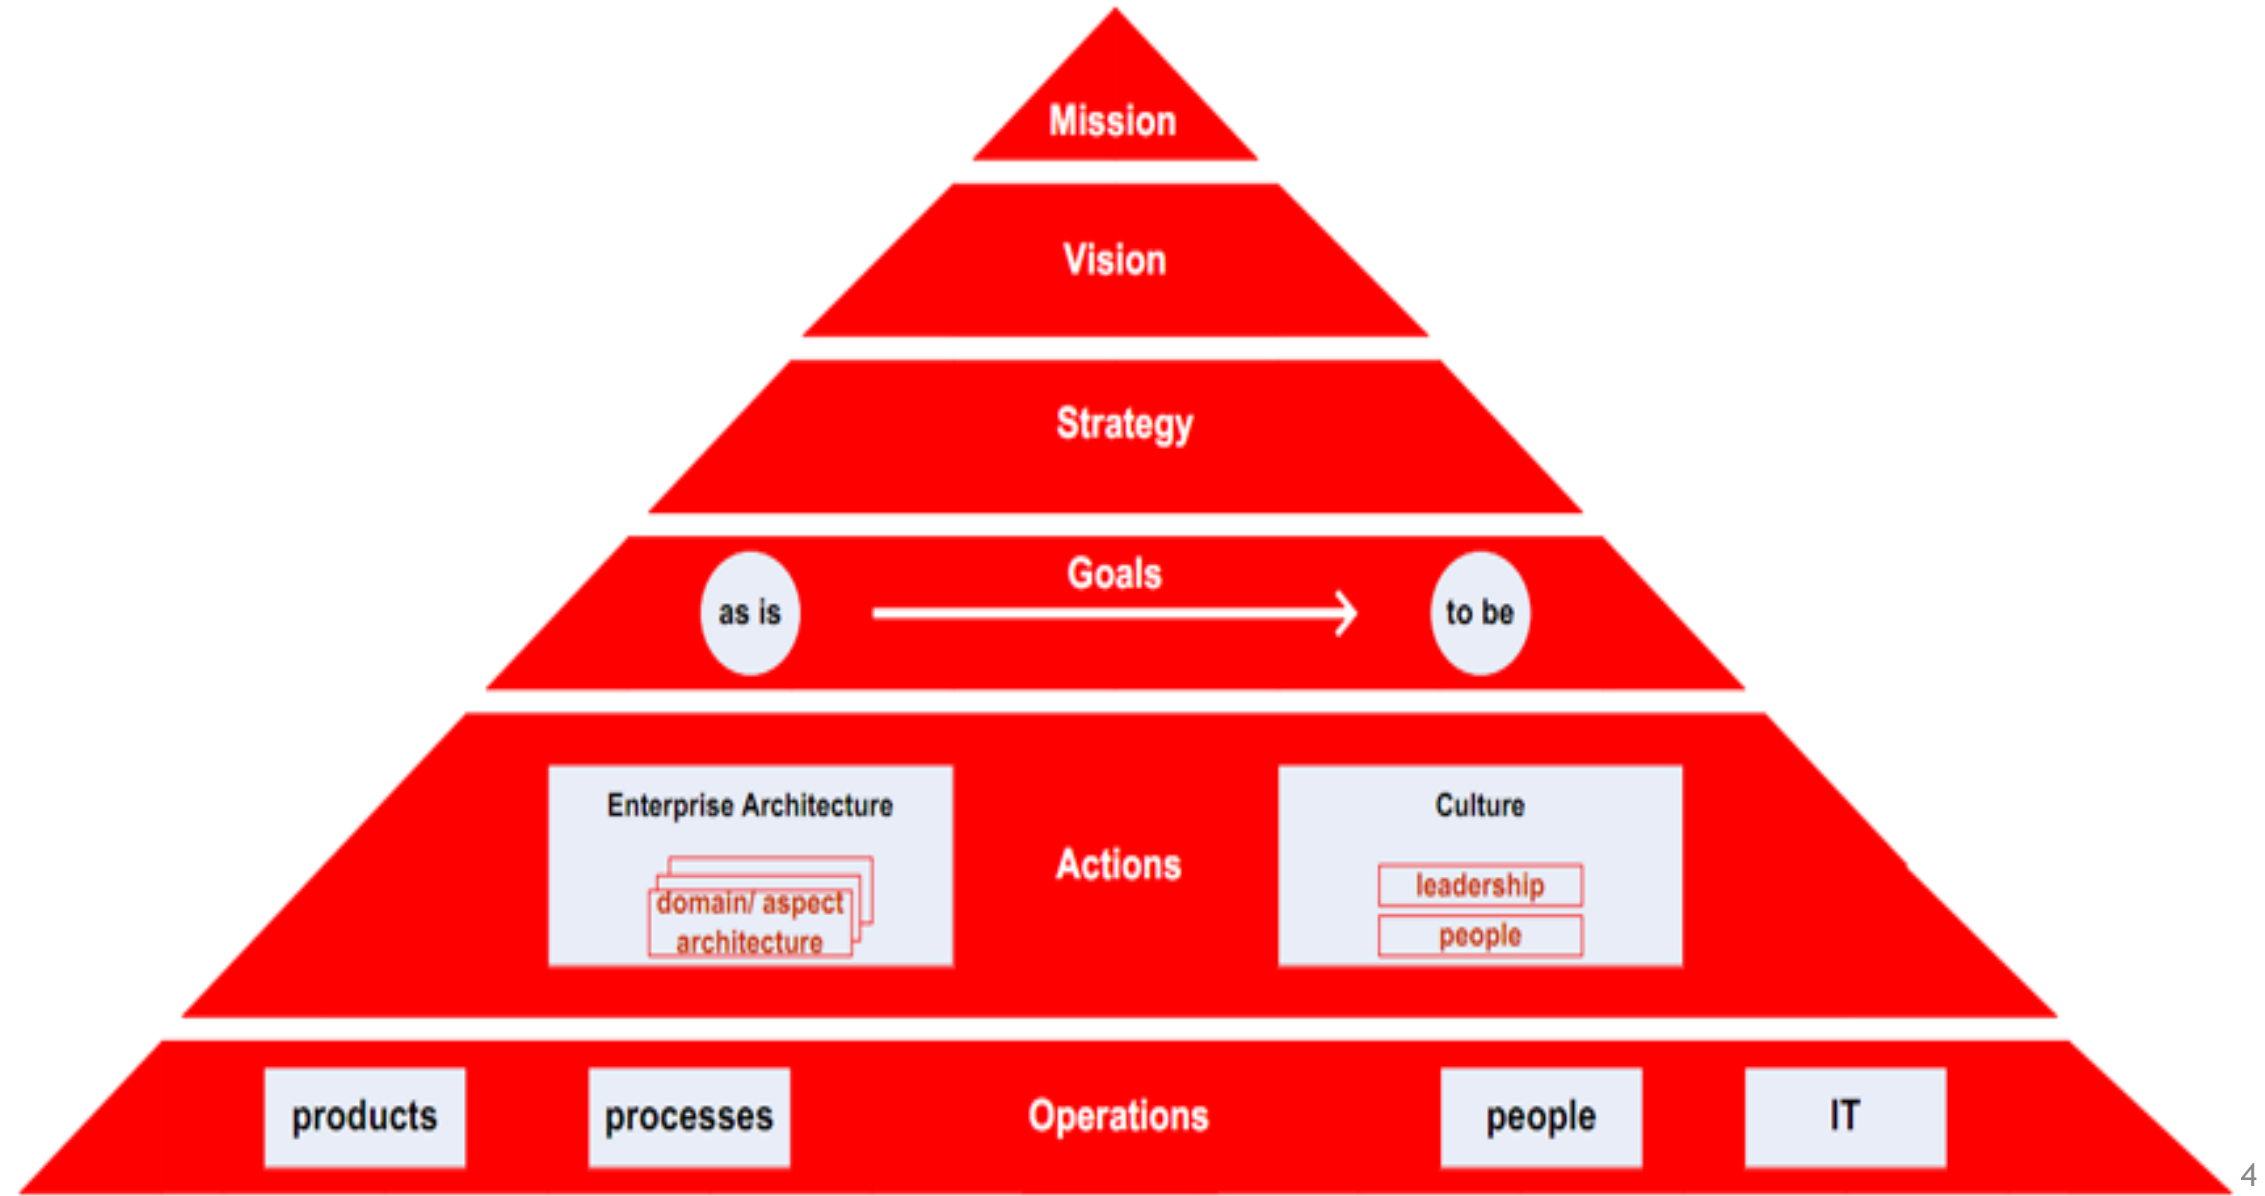 Mission
Vision
Strategy
Goals
as is
to be
Enterprise Architecture
domain/ aspect
architecture
Actions
Culture
leadership
people
products
processes
Operations
people
IT
4